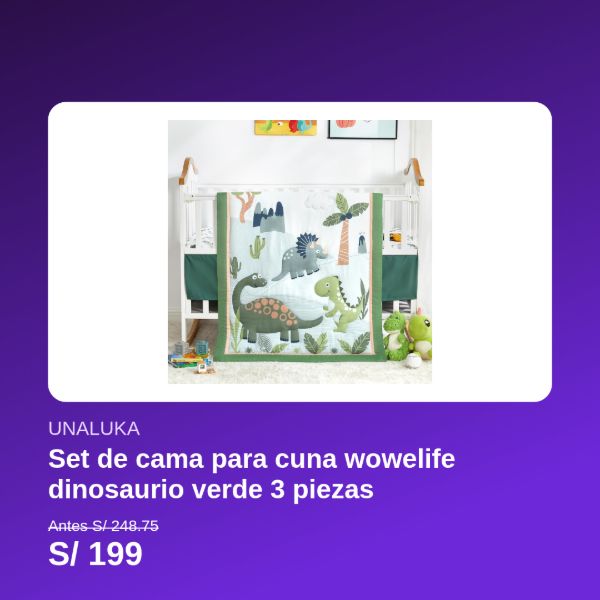 UNALUKA
Set de cama para cuna wowelife
dinosaurio verde 3 piezas
Antes S/ 248.75
S/ 199